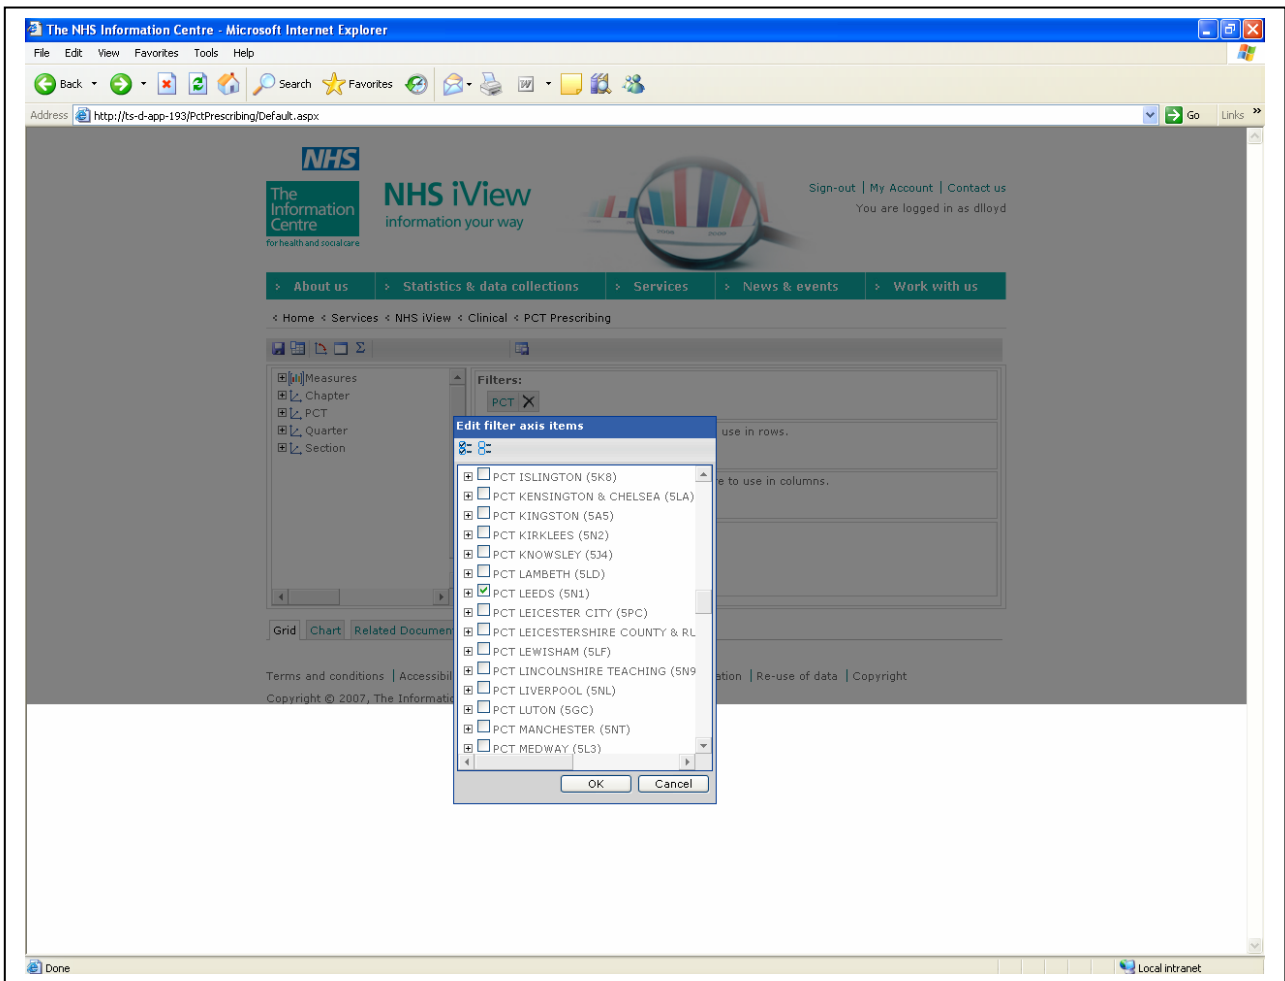 The NHS Information Centre - Microsoft Internet Explorer
File Edit View Favorites Tools Help
Back Search Favorites
Address http://ts-d-app-193/PctPrescribing/Default.aspx Go Links »
NHS
The Information Centre
for health and social care
NHS iView
information your way
Sign-out | My Account | Contact us
You are logged in as dlloyd
> About us > Statistics & data collections > Services > News & events > Work with us
< Home < Services < NHS iView < Clinical < PCT Prescribing
Measures
Chapter
PCT
Quarter
Section
Filters:
PCT
use in rows.
re to use in columns.
Edit filter axis items
PCT ISLINGTON (5K8)
PCT KENSINGTON & CHELSEA (5LA)
PCT KINGSTON (5A5)
PCT KIRKLEES (5N2)
PCT KNOWSLEY (5J4)
PCT LAMBETH (5LD)
PCT LEEDS (5N1)
PCT LEICESTER CITY (5PC)
PCT LEICESTERSHIRE COUNTY & RU
PCT LEWISHAM (5LF)
PCT LINCOLNSHIRE TEACHING (5N9
PCT LIVERPOOL (5NL)
PCT LUTON (5GC)
PCT MANCHESTER (5NT)
PCT MEDWAY (5L3)
OK Cancel
Grid Chart Related Documen
Terms and conditions | Accessibil ation | Re-use of data | Copyright
Copyright © 2007, The Informatio
Done Local intranet